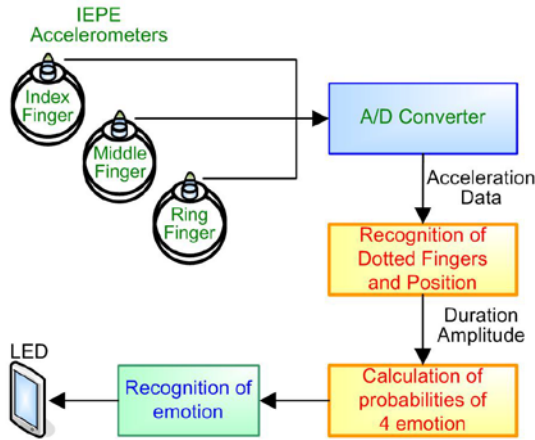 IEPE
Accelerometers
Index
Finger
Middle
Finger
Ring
Finger
A/D Converter
Acceleration
Data
Recognition of
Dotted Fingers
and Position
Duration
Amplitude
Calculation of
probabilities of
4 emotion
Recognition of
emotion
LED